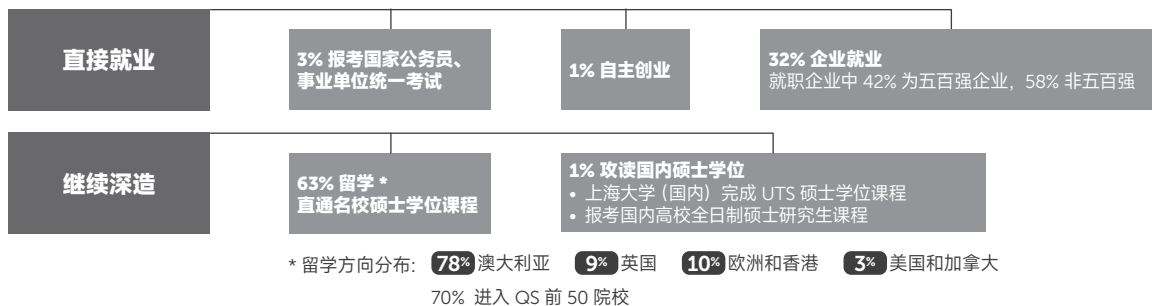 直接就业
3% 报考国家公务员、
事业单位统一考试
1% 自主创业
32% 企业就业
就职企业中 42% 为五百强企业，58% 非五百强
继续深造
63% 留学 *
直通名校硕士学位课程
1% 攻读国内硕士学位
• 上海大学（国内）完成 UTS 硕士学位课程
• 报考国内高校全日制硕士研究生课程
* 留学方向分布: 78% 澳大利亚 9% 英国 10% 欧洲和香港 3% 美国和加拿大
70% 进入 QS 前 50 院校